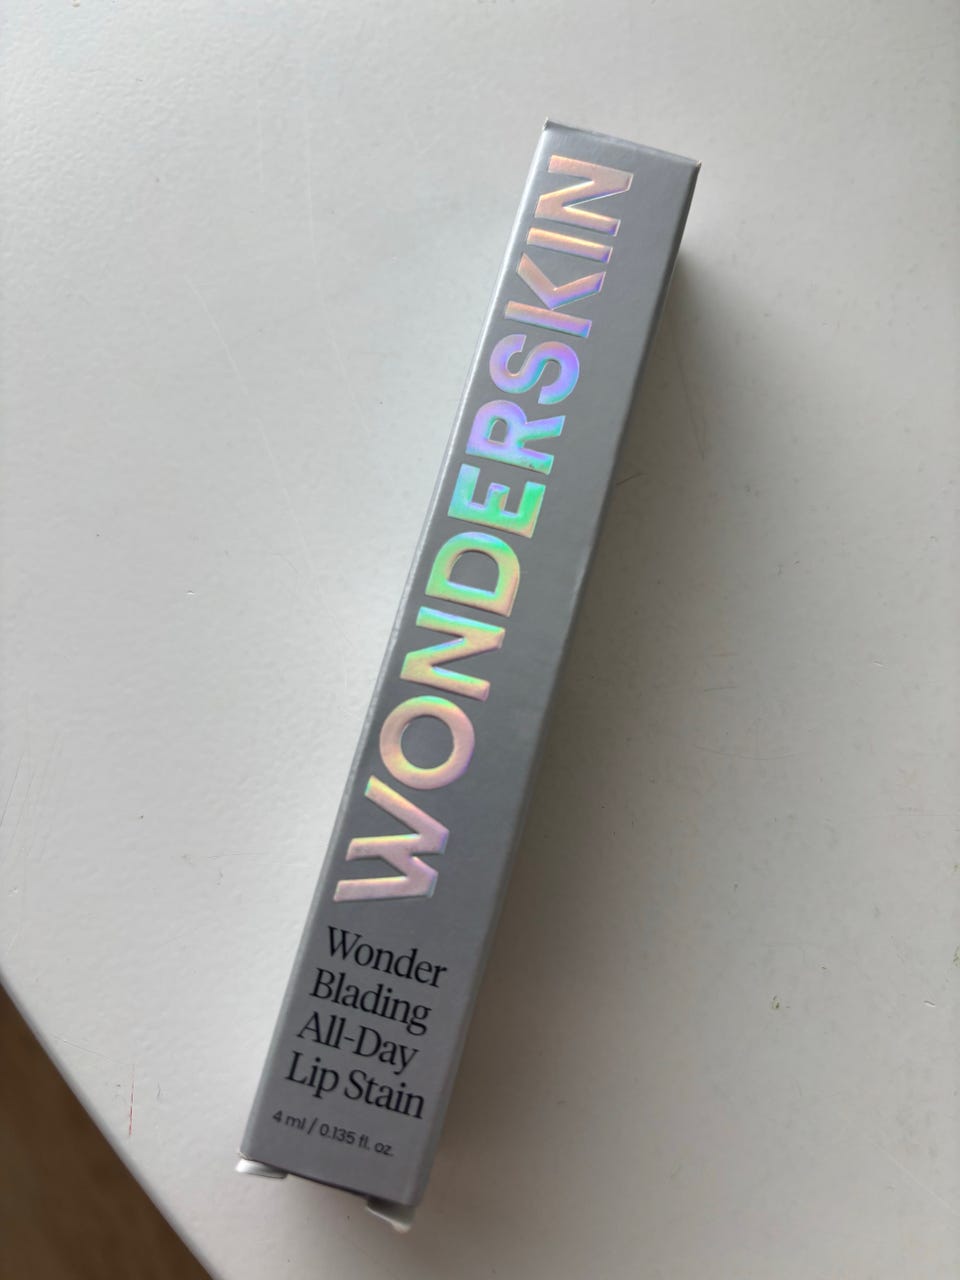 WONDERSKIN
Wonder
Blading
All-Day
Lip Stain
4 ml / 0.135 fl. oz.